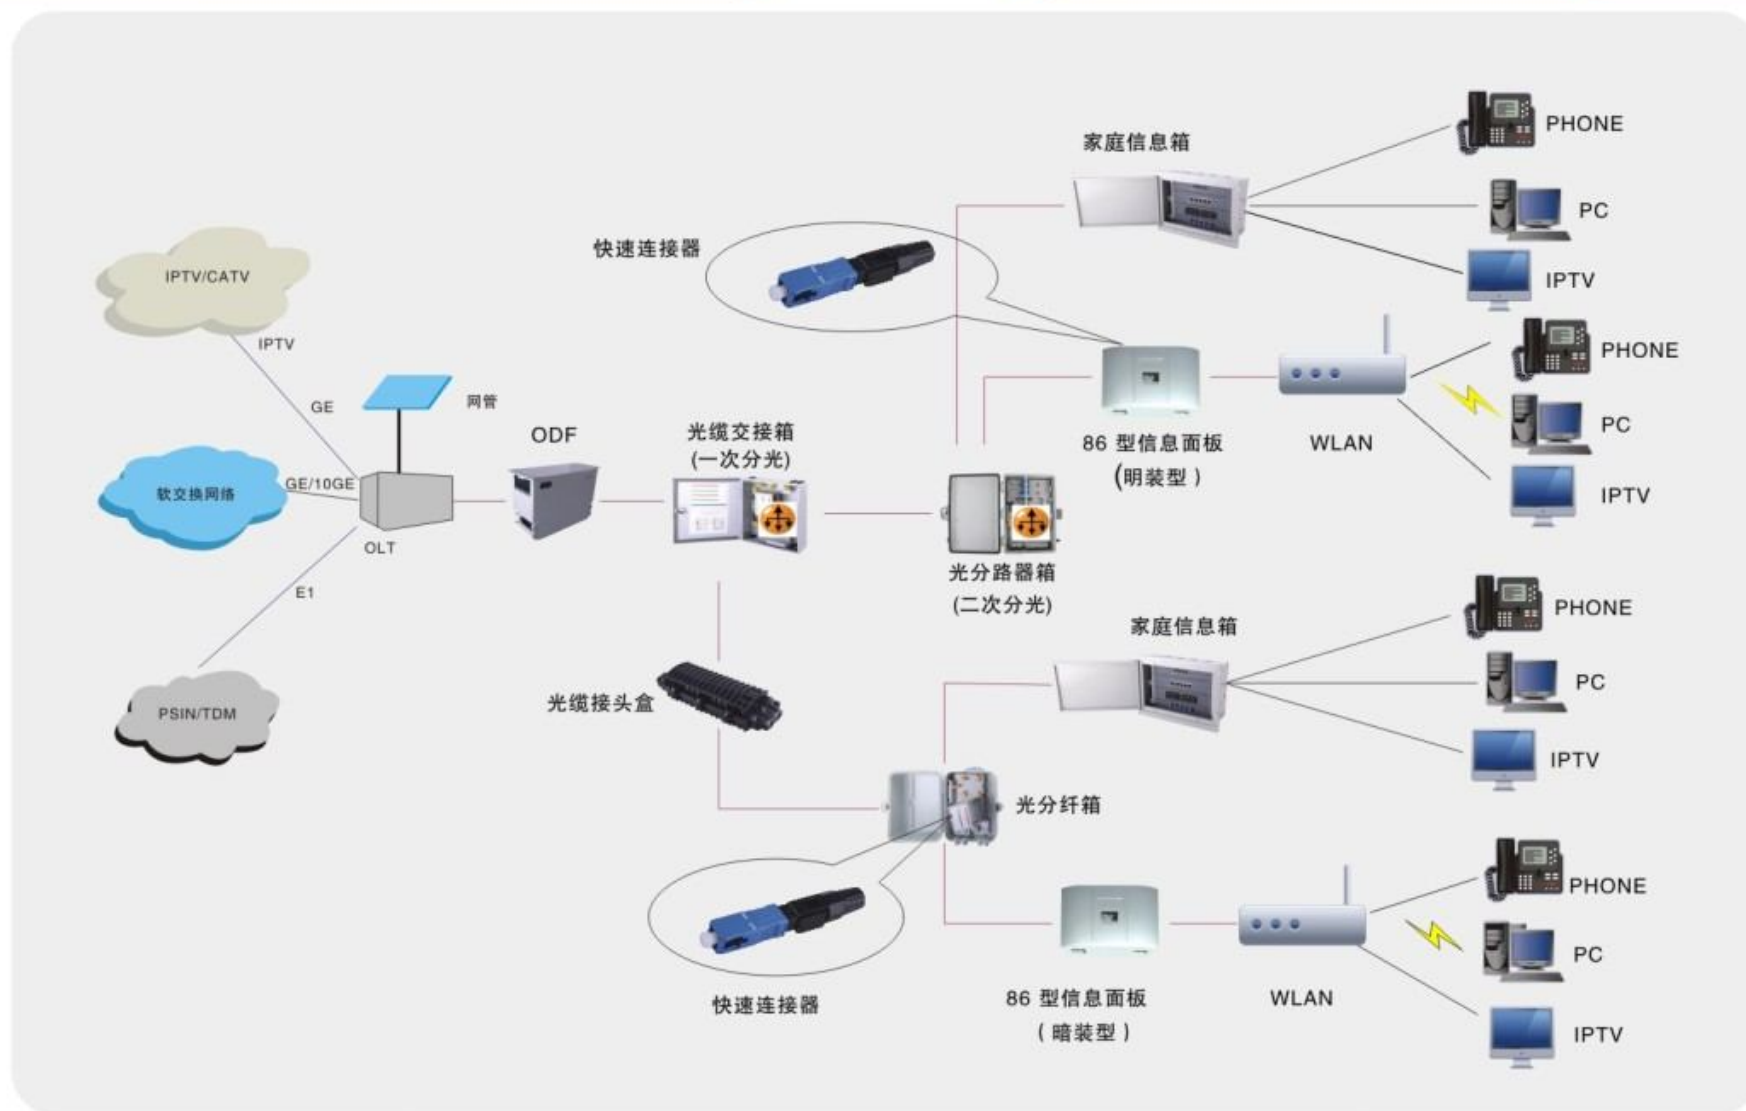 IPTV/CATV
IPTV
GE
网管
软交换网络
GE/10GE
OLT
E1
PSIN/TDM
ODF
光缆交接箱
(一次分光)
光分路器箱
(二次分光)
快速连接器
家庭信息箱
PHONE
PC
IPTV
86 型信息面板
(明装型)
WLAN
PHONE
PC
IPTV
光缆接头盒
光分纤箱
快速连接器
家庭信息箱
PHONE
PC
IPTV
86 型信息面板
(暗装型)
WLAN
PHONE
PC
IPTV